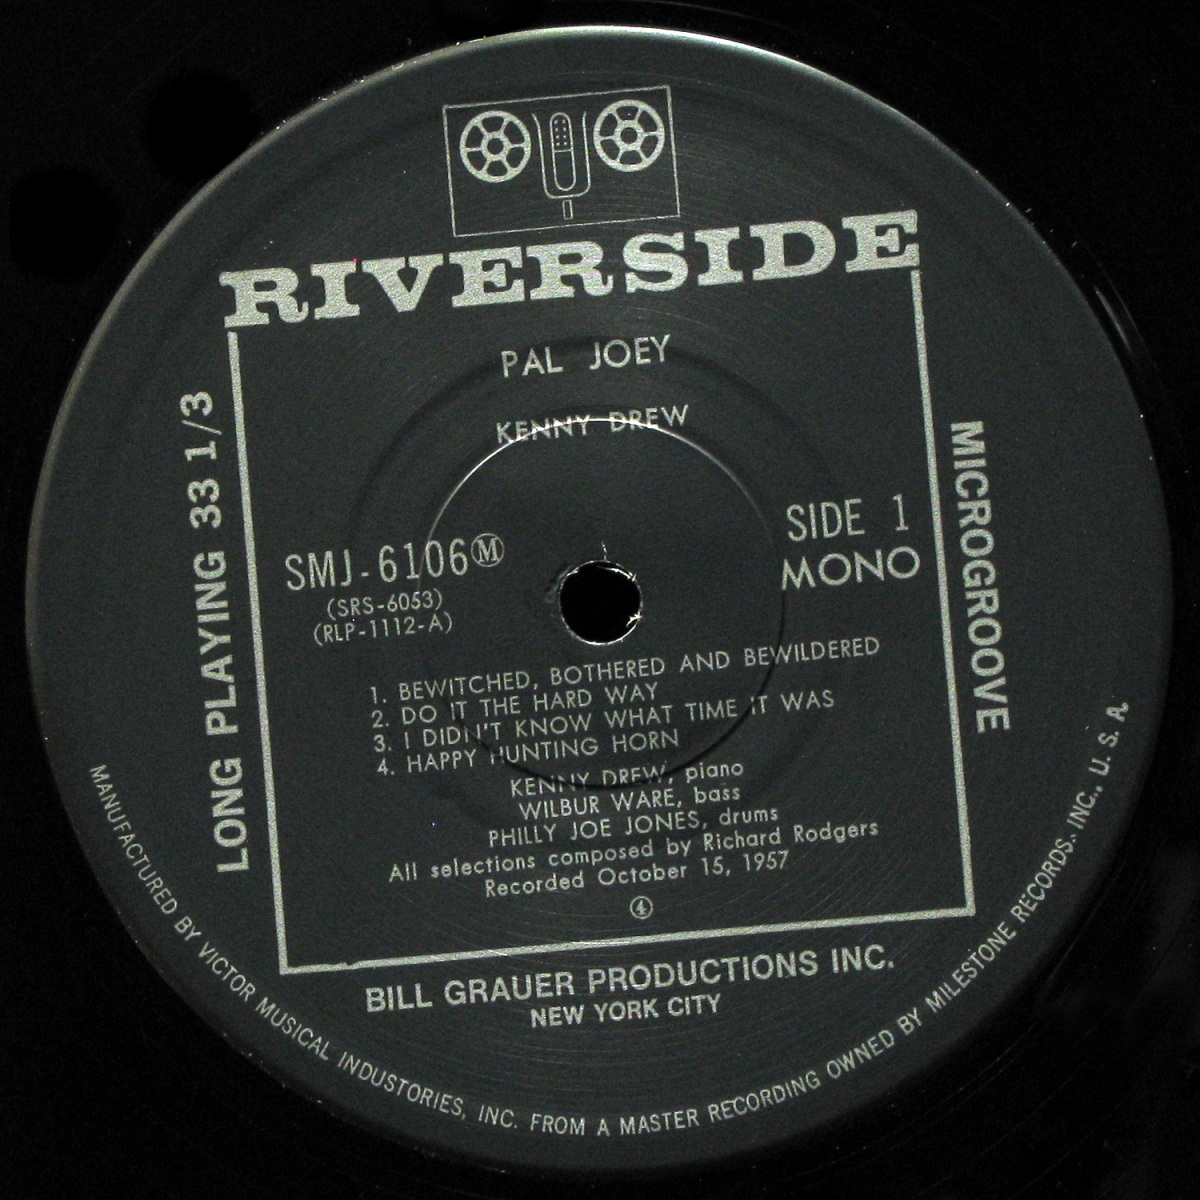 RIVERSIDE
PAL JOEY
KENNY DREW
SIDE 1
SMJ-6106Ⓜ
MONO
(SRS-6053)
(RLP-1112-A)
1. BEWITCHED, BOTHERED AND BEWILDERED
2. DO IT THE HARD WAY
3. I DIDN'T KNOW WHAT TIME IT WAS
4. HAPPY HUNTING HORN
KENNY DREW, piano
WILBUR WARE, bass
PHILLY JOE JONES, drums
All selections composed by Richard Rodgers
Recorded October 15, 1957
④
LONG PLAYING 33 1/3
MICROGROOVE
BILL GRAUER PRODUCTIONS INC.
NEW YORK CITY
MANUFACTURED BY VICTOR MUSICAL INDUSTORIES, INC. FROM A MASTER RECORDING OWNED BY MILESTONE RECORDS. INC., U. S. A.